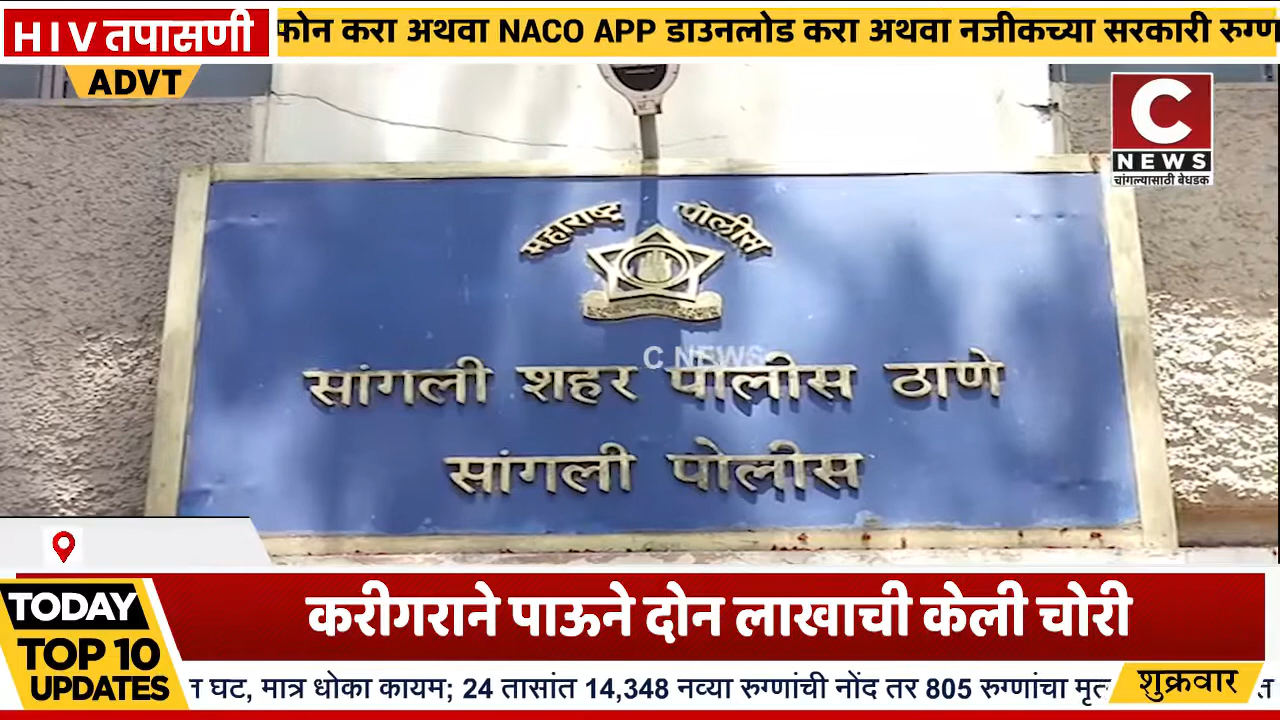 HIV तपासणी
फोन करा अथवा NACO APP डाउनलोड करा अथवा नजीकच्या सरकारी रुग्ण
ADVT
C
NEWS
चांगल्यासाठी बेधडक
महाराष्ट्र पोलीस
C NEWS
सांगली शहर पोलीस ठाणे
सांगली पोलीस
करीगराने पाऊने दोन लाखाची केली चोरी
TODAY
TOP 10
UPDATES
घट, मात्र धोका कायम; 24 तासांत 14,348 नव्या रुग्णांची नोंद तर 805 रुग्णांचा
शुक्रवार